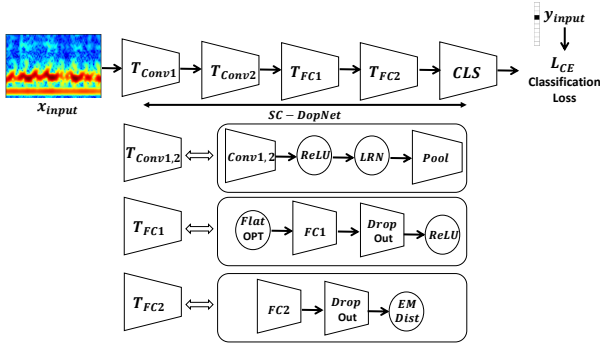 y_input
T_Conv1 T_Conv2 T_FC1 T_FC2 CLS L_CE
Classification
Loss
x_input
SC-DopNet
T_Conv1,2 Conv1,2 ReLU LRN Pool
T_FC1 Flat OPT FC1 Drop Out ReLU
T_FC2 FC2 Drop Out EM Dist